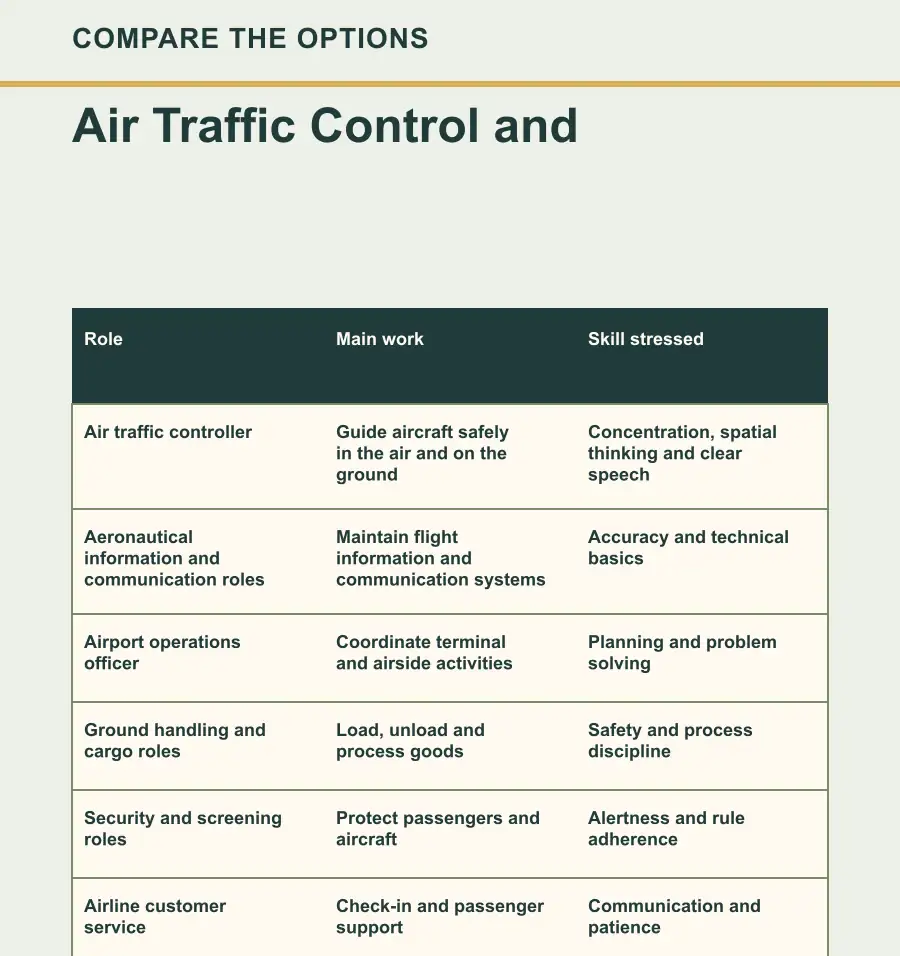 COMPARE THE OPTIONS
Air Traffic Control and
Role
Main work
Skill stressed
Air traffic controller
Guide aircraft safely
in the air and on the
ground
Concentration, spatial
thinking and clear
speech
Aeronautical
information and
communication roles
Maintain flight
information and
communication systems
Accuracy and technical
basics
Airport operations
officer
Coordinate terminal
and airside activities
Planning and problem
solving
Ground handling and
cargo roles
Load, unload and
process goods
Safety and process
discipline
Security and screening
roles
Protect passengers and
aircraft
Alertness and rule
adherence
Airline customer
service
Check-in and passenger
support
Communication and
patience